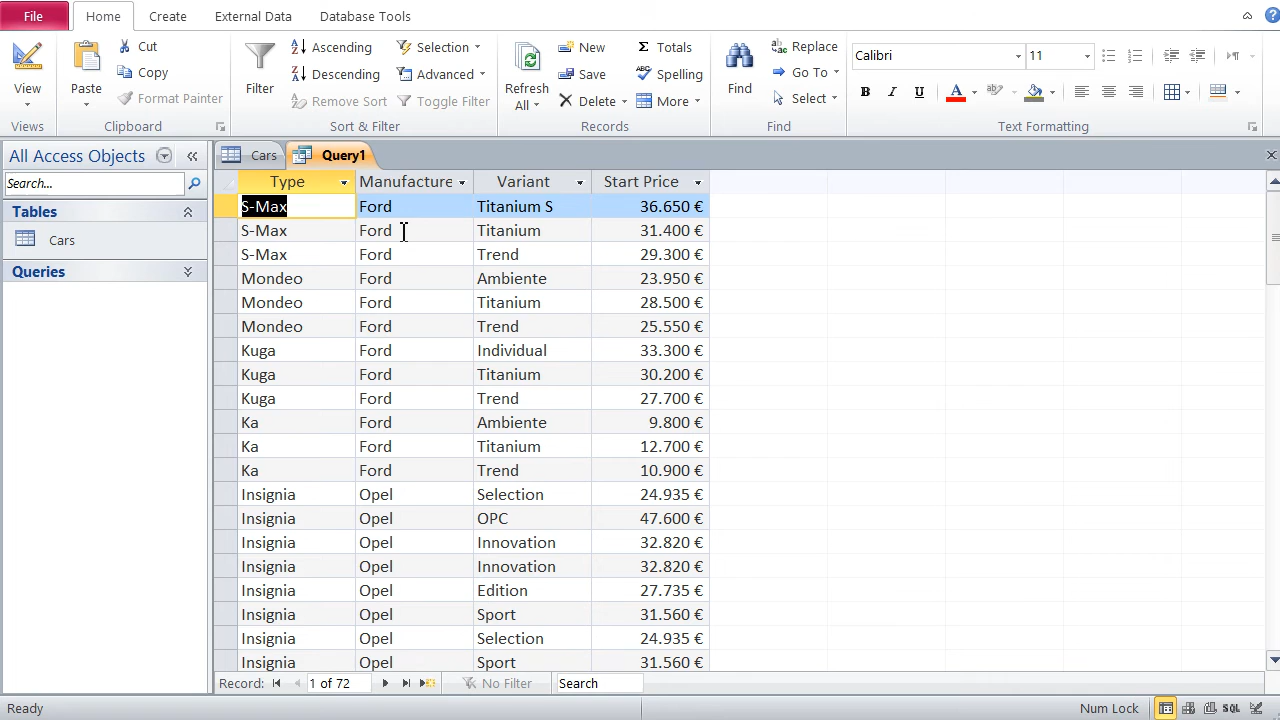 File Home Create External Data Database Tools
View
Views
Paste
Cut
Copy
Format Painter
Clipboard
Filter
Ascending
Descending
Remove Sort
Selection
Advanced
Toggle Filter
Sort & Filter
Refresh
All
New
Save
Delete
Totals
Spelling
More
Records
Find
Replace
Go To
Select
Find
Calibri 11
B I U A ab
Text Formatting
All Access Objects
Search...
Tables
Cars
Queries
Cars Query1
Type Manufacture Variant Start Price
S-Max Ford Titanium S 36.650 €
S-Max Ford Titanium 31.400 €
S-Max Ford Trend 29.300 €
Mondeo Ford Ambiente 23.950 €
Mondeo Ford Titanium 28.500 €
Mondeo Ford Trend 25.550 €
Kuga Ford Individual 33.300 €
Kuga Ford Titanium 30.200 €
Kuga Ford Trend 27.700 €
Ka Ford Ambiente 9.800 €
Ka Ford Titanium 12.700 €
Ka Ford Trend 10.900 €
Insignia Opel Selection 24.935 €
Insignia Opel OPC 47.600 €
Insignia Opel Innovation 32.820 €
Insignia Opel Innovation 32.820 €
Insignia Opel Edition 27.735 €
Insignia Opel Sport 31.560 €
Insignia Opel Selection 24.935 €
Insignia Opel Sport 31.560 €
Record: 1 of 72 No Filter Search
Ready Num Lock SQL